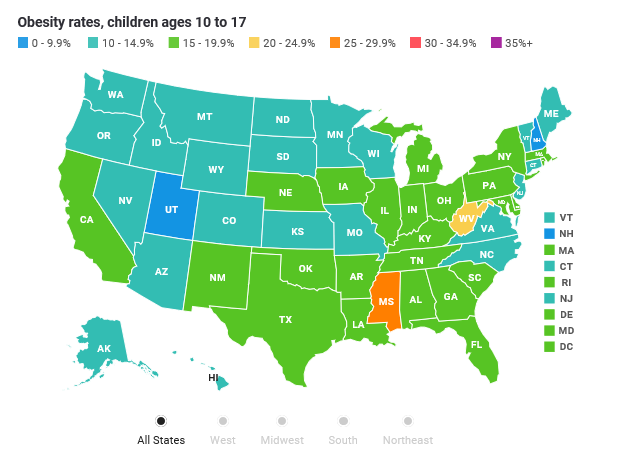 Obesity rates, children ages 10 to 17
0 - 9.9% 10 - 14.9% 15 - 19.9% 20 - 24.9% 25 - 29.9% 30 - 34.9% 35%+
WA
ME
MT
ND
OR
MN
VT NH
ID
WI
SD
NY
MA
WY
MI
CT
PA
IA
NE
NJ
NV
OH
UT
IL
IN
MD
CA
CO
WV
VT
VA
KS
MO
NH
KY
MA
NC
TN
CT
AZ
OK
NM
AR
SC
RI
MS
AL
GA
NJ
TX
LA
DE
FL
MD
AK
DC
HI
All States West Midwest South Northeast